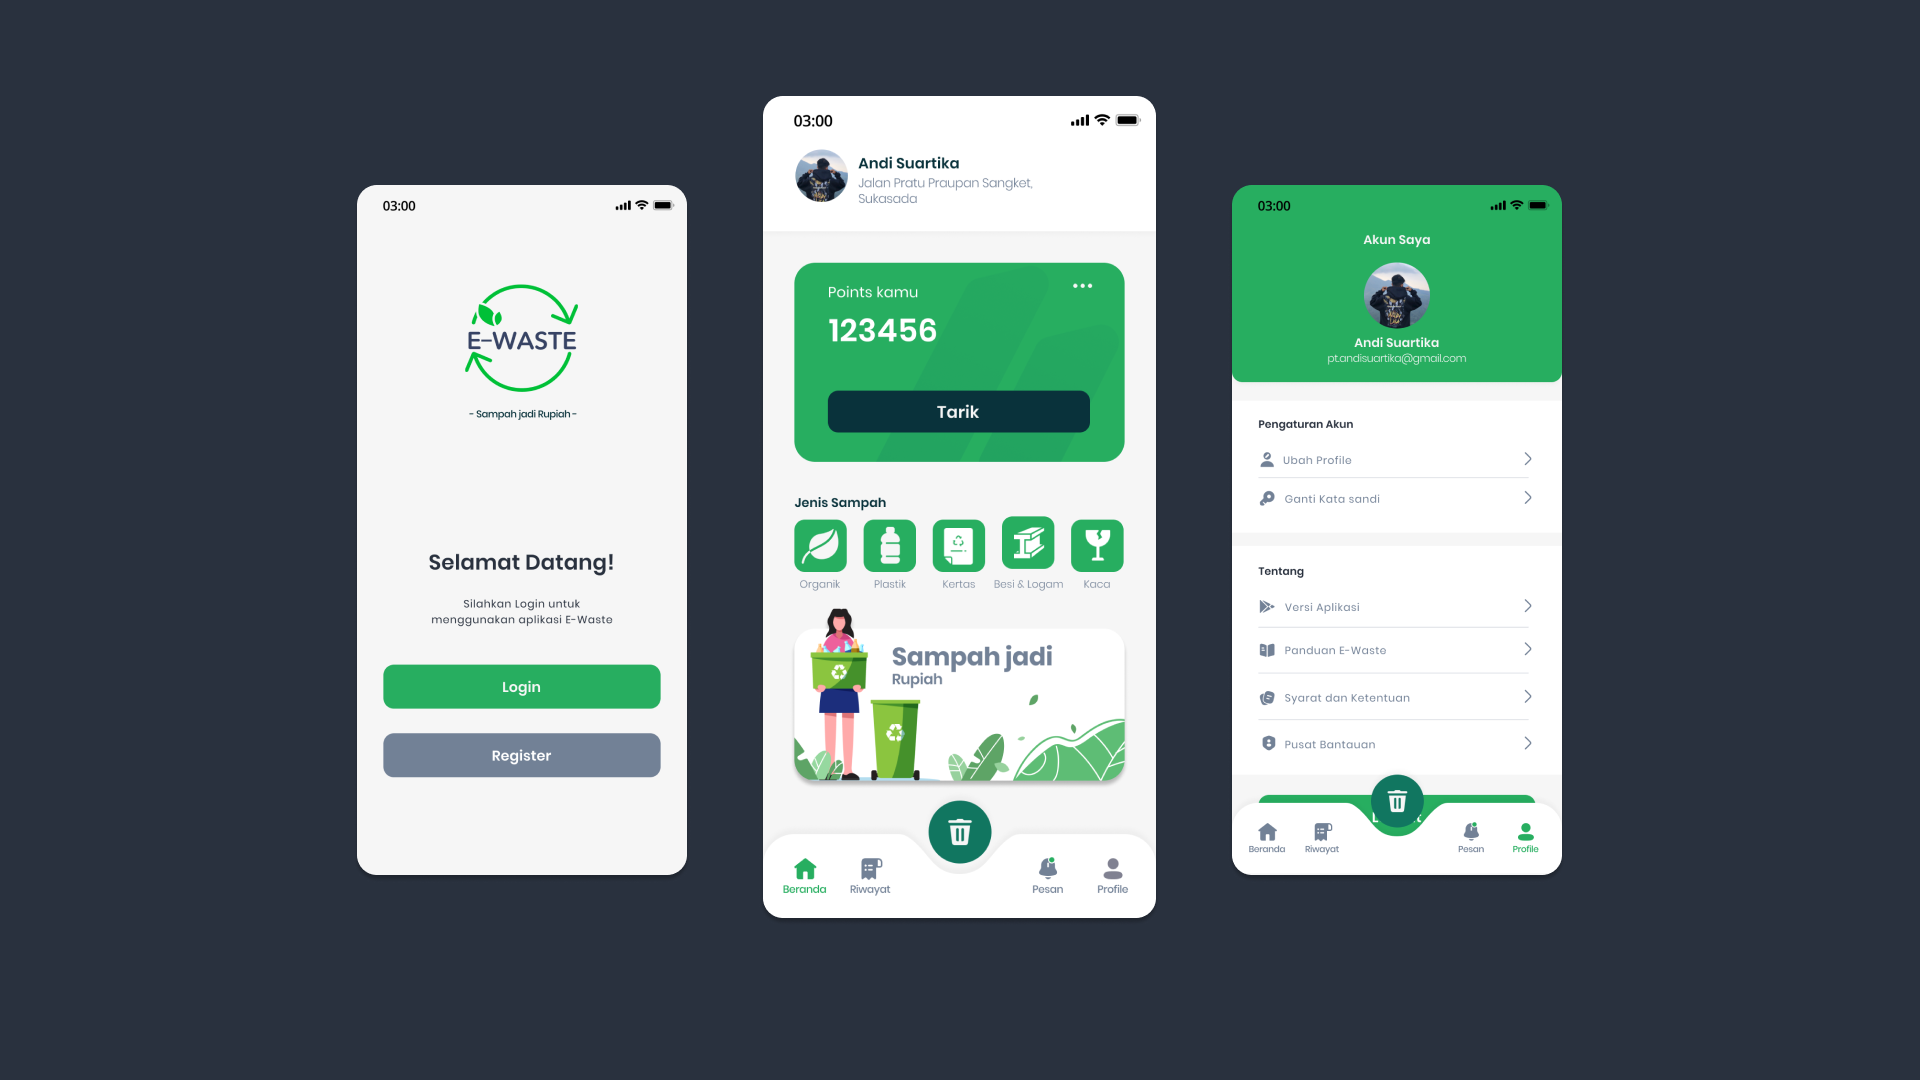 03:00
E-WASTE
- Sampah jadi Rupiah -
Selamat Datang!
Silahkan Login untuk
menggunakan aplikasi E-Waste
Login
Register
03:00
Andi Suartika
Jalan Pratu Praupan Sangket,
Sukasada
Points kamu
123456
Tarik
Jenis Sampah
Organik
Plastik
Kertas
Besi & Logam
Kaca
Sampah jadi
Rupiah
Beranda
Riwayat
Pesan
Profile
03:00
Akun Saya
Andi Suartika
pt.andisuartika@gmail.com
Pengaturan Akun
Ubah Profile
Ganti Kata sandi
Tentang
Versi Aplikasi
Panduan E-Waste
Syarat dan Ketentuan
Pusat Bantauan
Beranda
Riwayat
Pesan
Profile